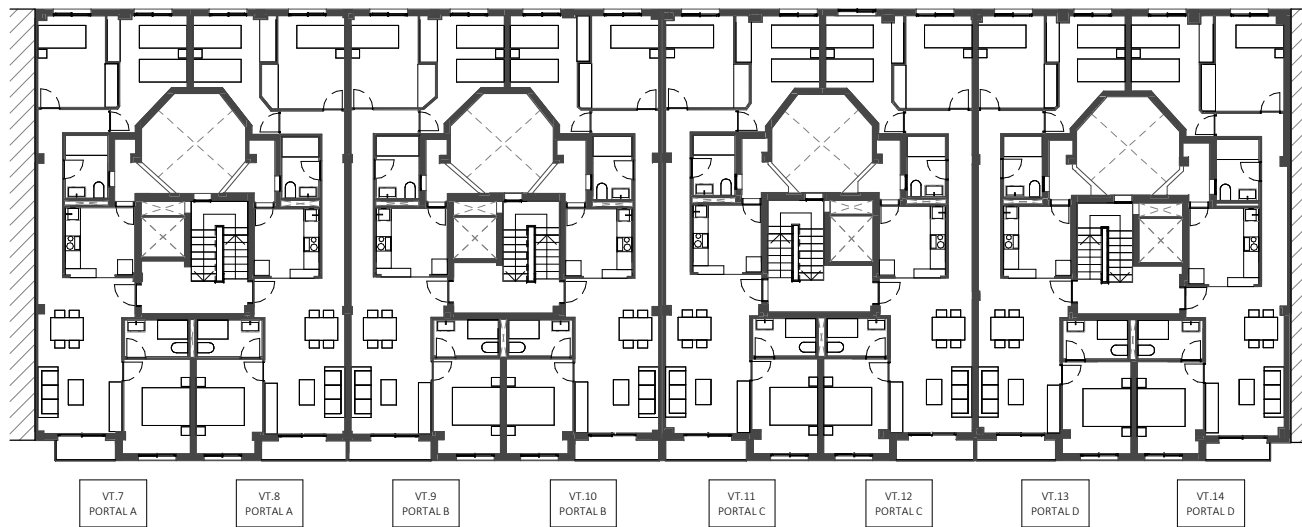 VT.7
PORTAL A
VT.8
PORTAL A
VT.9
PORTAL B
VT.10
PORTAL B
VT.11
PORTAL C
VT.12
PORTAL C
VT.13
PORTAL D
VT.14
PORTAL D